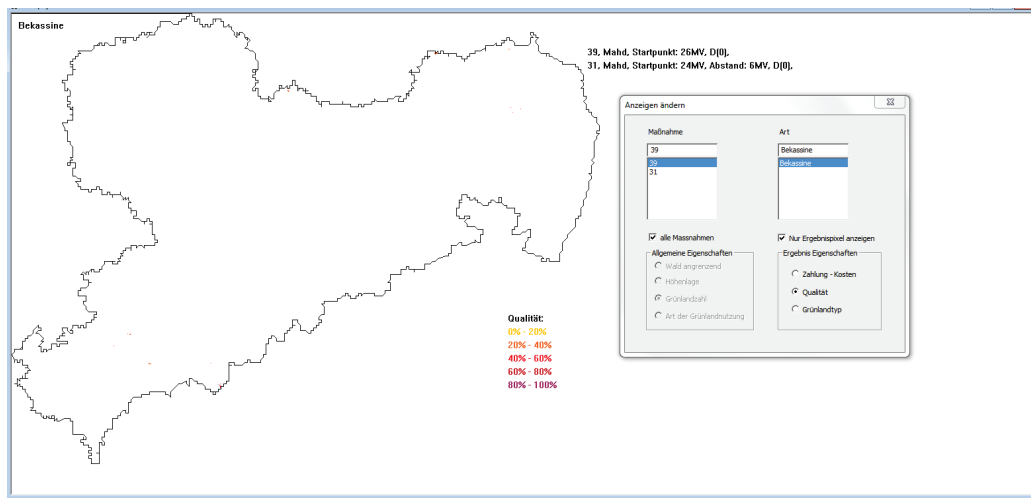 Bekassine
39, Mahd, Startpunkt: 26MV, D(0),
31, Mahd, Startpunkt: 24MV, Abstand: 6MV, D(0),
Anzeigen ändern
Maßnahme
39
39
31
Art
Bekassine
Bekassine
alle Massnahmen
Nur Ergebnispixel anzeigen
Allgemeine Eigenschaften
Wald angrenzend
Höhenlage
Grünlandzahl
Art der Grünlandnutzung
Ergebnis Eigenschaften
Zahlung - Kosten
Qualität
Grünlandtyp
Qualität:
0% - 20%
20% - 40%
40% - 60%
60% - 80%
80% - 100%